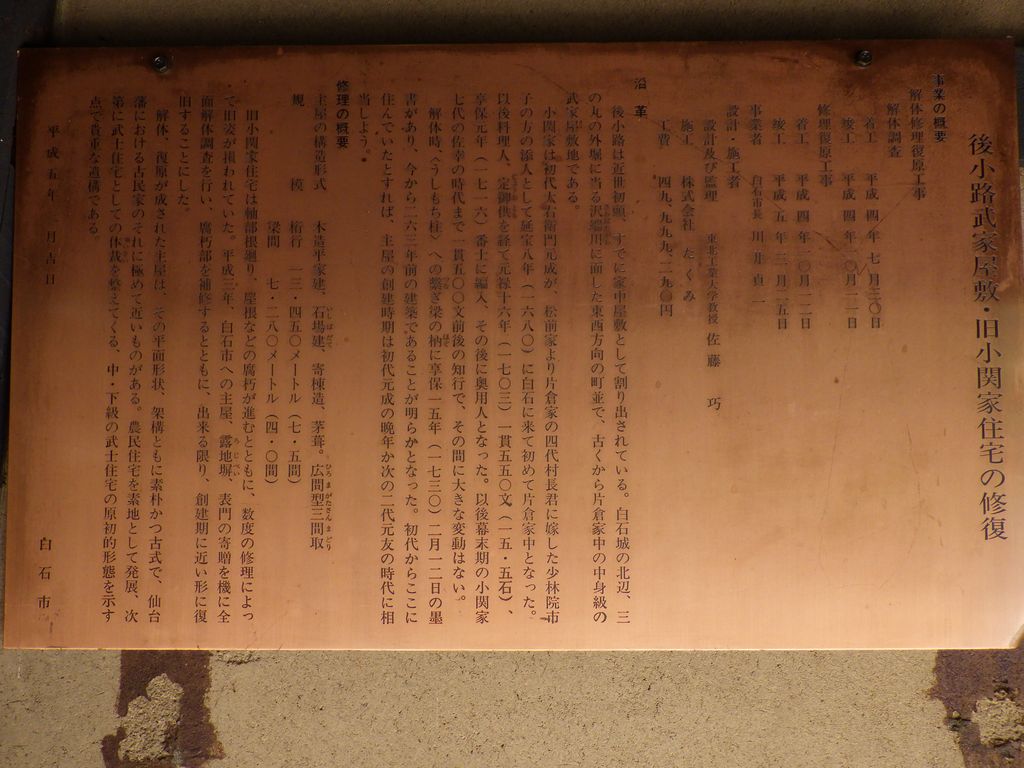 後小路武家屋敷・旧小関家住宅の修復
事業の概要
解体修理復原工事
解体調査
着工　平成四年七月三〇日
竣工　平成四年一〇月二一日
修理復原工事
着工　平成四年一〇月二二日
竣工　平成五年三月二五日
事業者　白石市長　川井貞一
設計・施工者
設計及び監理　東北工業大学教授　佐藤　巧
施工　株式会社　たくみ
工費　四九、九九九、二九〇円
沿革
後小路は近世初頭、すでに家中屋敷として割り出されている。白石城の北辺、三
の丸の外堀に当る沢端川に面した東西方向の町並で、古くから片倉家中の中身級の
武家屋敷地である。
小関家は初代太右衛門元成が、松前家より片倉家の四代村長君に嫁した少林院市
子の方の添人として延宝八年（一六八〇）に白石に来て初めて片倉家中となった。
以後料理人、定御供を経て元禄十六年（一七〇三）一貫五五〇文（一五・五石）、
享保元年（一七一六）番士に編入、その後に奥用人となった。以後幕末期の小関家
七代の佐幸の時代まで一貫五〇〇文前後の知行で、その間に大きな変動はない。
解体時、〈うしもち柱〉への繋ぎ梁の枘に享保一五年（一七三〇）二月一二日の墨
書があり、今から二六三年前の建築であることが明らかとなった。初代からここに
住んでいたとすれば、主屋の創建時期は初代元成の晩年か次の二代元友の時代に相
当しよう。
修理の概要
主屋の構造形式　木造平家建、石場建、寄棟造、茅葺。広間型三間取
規模　桁行　一三・四五〇メートル（七・五間）
梁間　七・二八〇メートル（四・〇間）
旧小関家住宅は軸部根廻り、屋根などの腐朽が進むとともに、数度の修理によっ
て旧姿が損われていた。平成三年、白石市への主屋、露地塀、表門の寄贈を機に全
面解体調査を行い、腐朽部を補修するとともに、出来る限り、創建期に近い形に復
旧することにした。
解体、復原が成された主屋は、その平面形状、架構ともに素朴かつ古式で、仙台
藩における古民家のそれに極めて近いものがある。農民住宅を素地として発展、次
第に武士住宅としての体裁を整えてくる、中・下級の武士住宅の原初的形態を示す
点で貴重な遺構である。
平成五年　月吉日
白石市